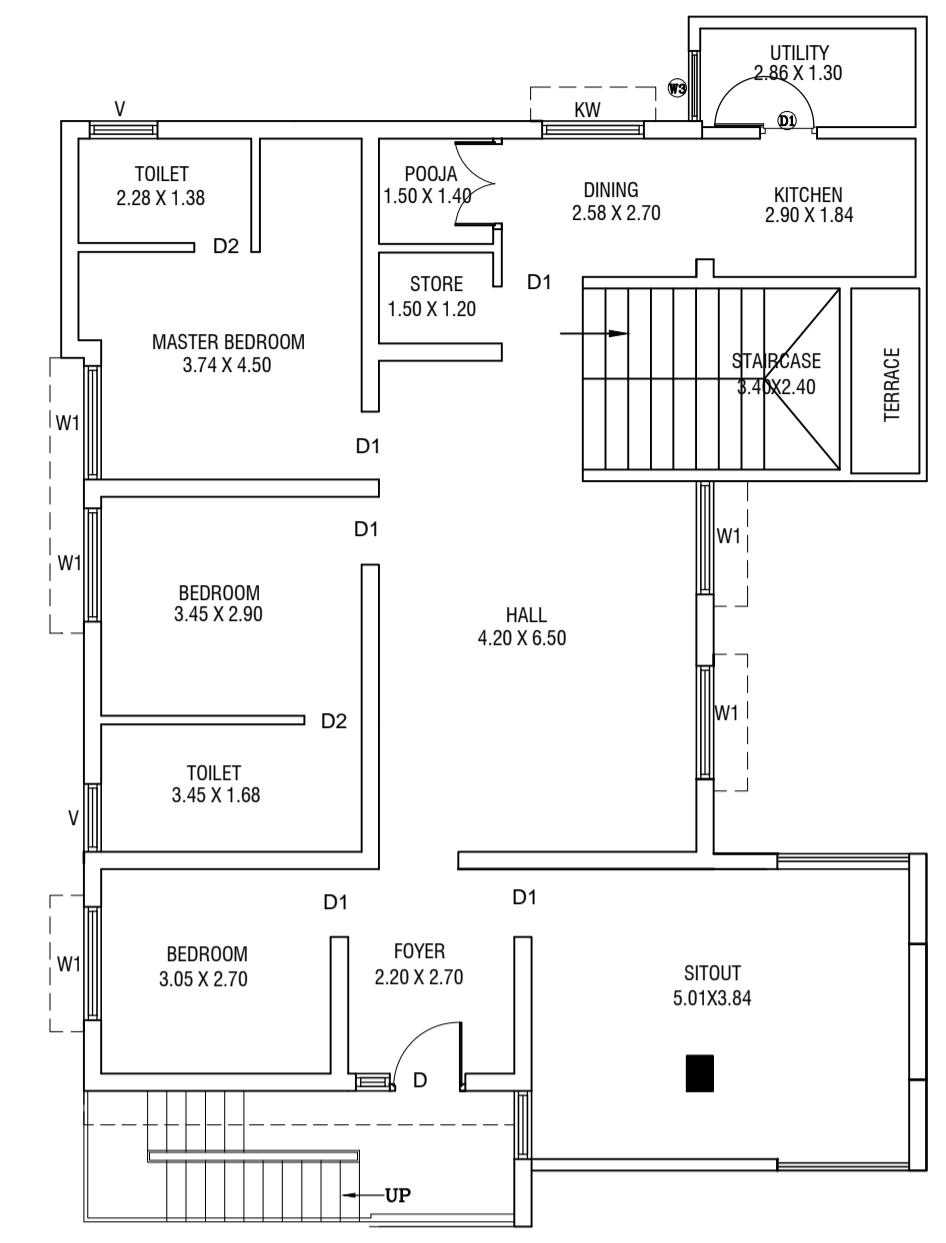 UTILITY
2.86 X 1.30
W3
D1
V
KW
TOILET
2.28 X 1.38
POOJA
1.50 X 1.40
DINING
2.58 X 2.70
KITCHEN
2.90 X 1.84
D2
STORE
1.50 X 1.20
D1
MASTER BEDROOM
3.74 X 4.50
STAIRCASE
3.40X2.40
TERRACE
W1
D1
D1
W1
W1
BEDROOM
3.45 X 2.90
HALL
4.20 X 6.50
D2
W1
TOILET
3.45 X 1.68
V
D1
D1
BEDROOM
3.05 X 2.70
W1
FOYER
2.20 X 2.70
SITOUT
5.01X3.84
D
UP